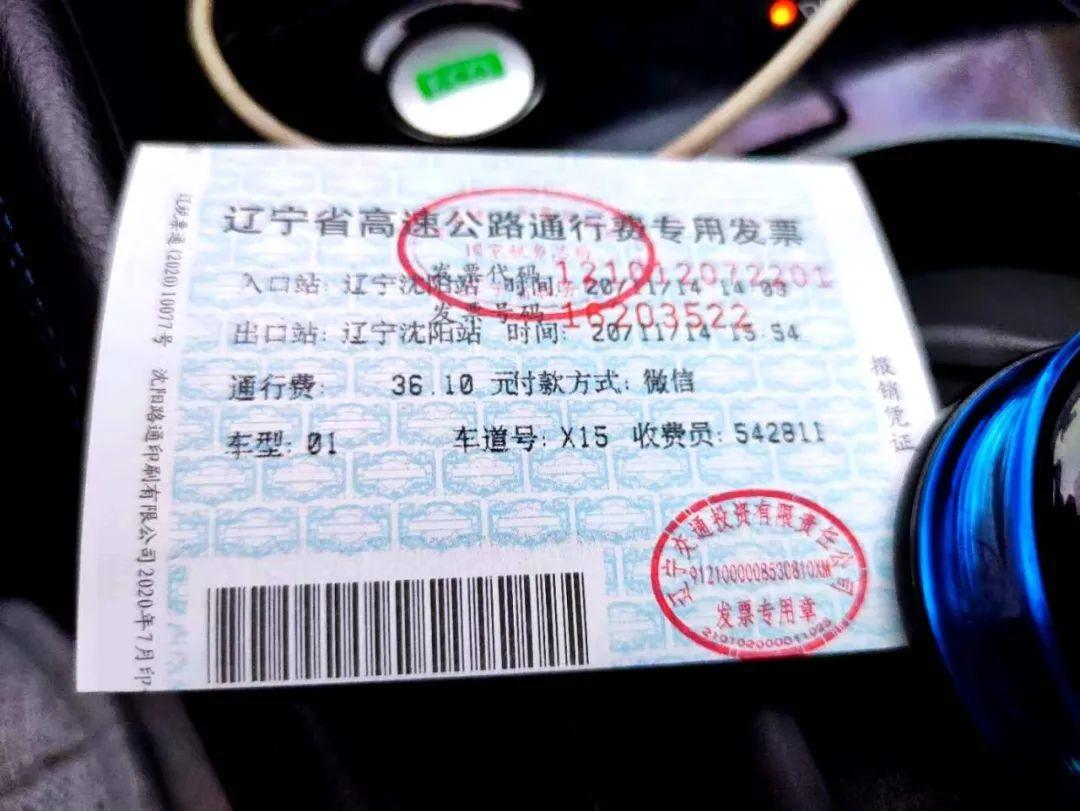 辽宁省高速公路通行费专用发票
发票代码 121012072201
入口站: 辽宁沈阳站 时间: 20/11/14 14:03
发票号码 16203522
出口站: 辽宁沈阳站 时间: 20/11/14 15:54
通行费: 36.10 元付款方式: 微信
车型: 01 车道号: X15 收费员: 542811
报销凭证
辽宁交通投资有限责任公司
发票专用章
沈阳路通印刷有限公司2020年7月印